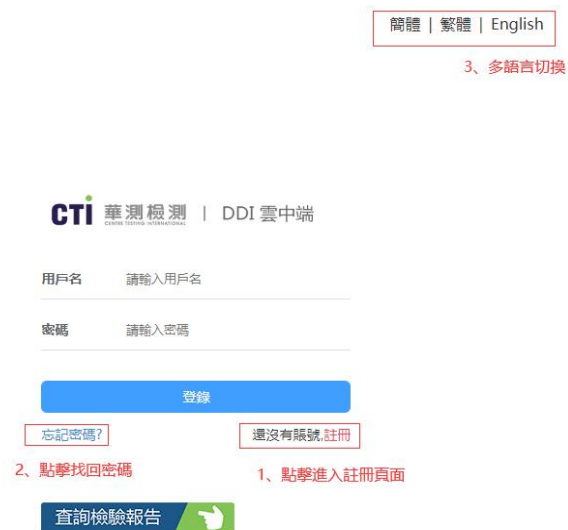 簡體 | 繁體 | English
3、多語言切換
CTI 華測檢測 | DDI 雲中端
CENTRE TESTING INTERNATIONAL
用戶名 請輸入用戶名
密碼 請輸入密碼
登錄
忘記密碼? 還沒有賬號,註冊
2、點擊找回密碼 1、點擊進入註冊頁面
查詢檢驗報告